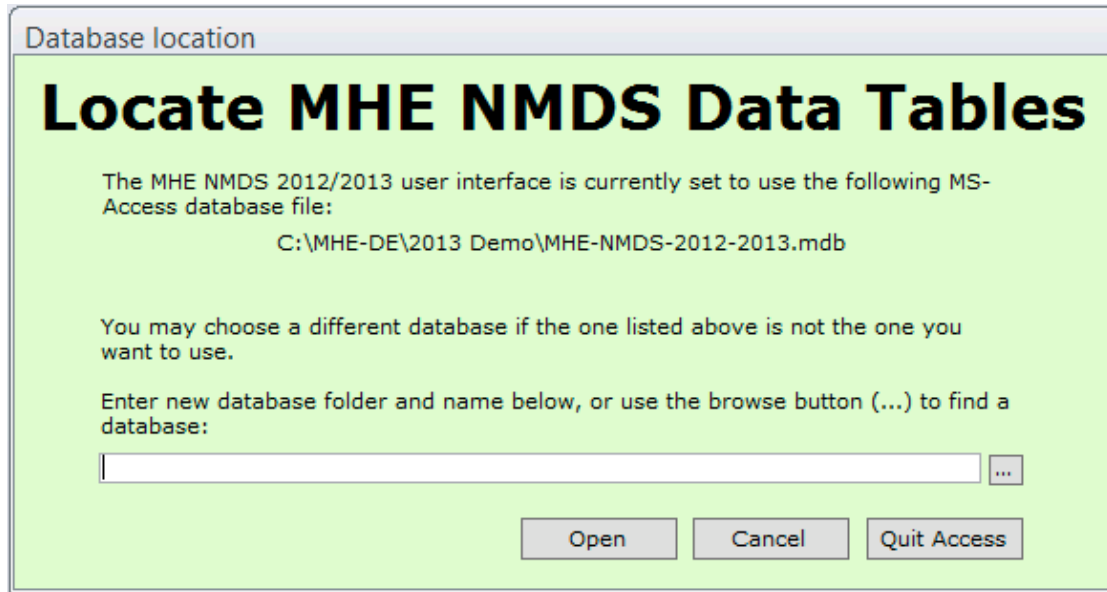 Database location
Locate MHE NMDS Data Tables
The MHE NMDS 2012/2013 user interface is currently set to use the following MS-
Access database file:
C:\MHE-DE\2013 Demo\MHE-NMDS-2012-2013.mdb
You may choose a different database if the one listed above is not the one you
want to use.
Enter new database folder and name below, or use the browse button (...) to find a
database:
...
Open Cancel Quit Access